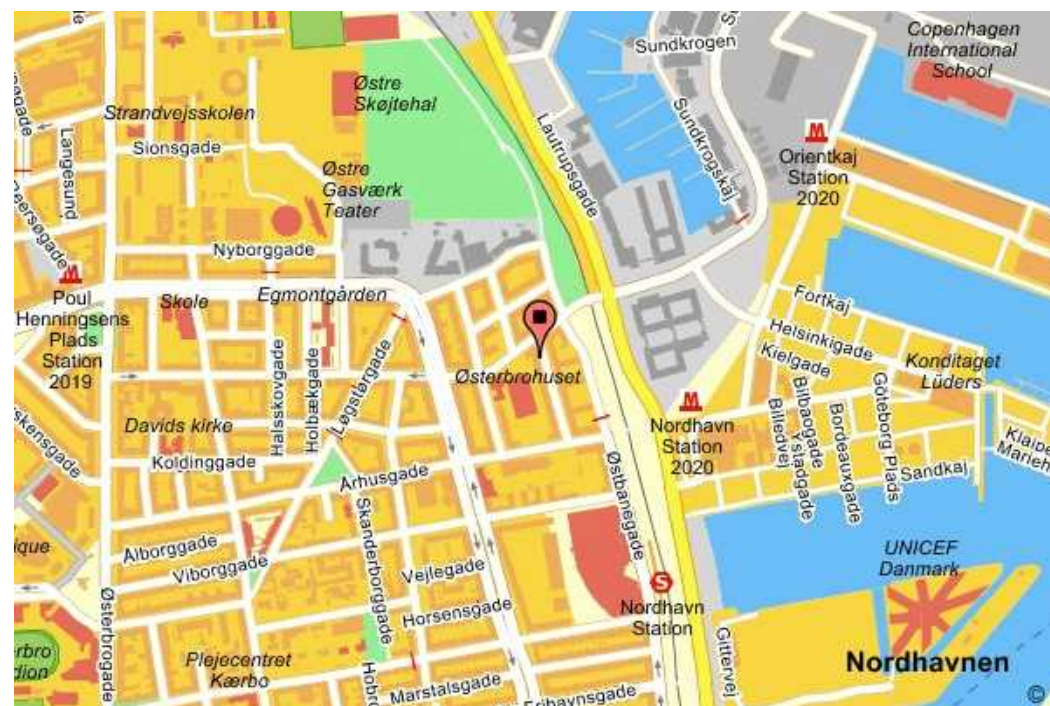 Copenhagen
International
School
Sundkrogen
Østre
Skøjtehal
Strandvejsskolen
Lautrupsgade
Sundkrogskaj
Langesund
Sionsgade
Orientkaj
Station
2020
Østre
Gasværk
Teater
Nyborggade
Poul
Henningsens
Plads
Station
2019
Skole
Egmontgården
Fortkaj
Helsinkigade
Kielgade
Konditaget
Lüders
Østerbrohuset
Halsskovgade
Holbækgade
Løgstørgade
Davids kirke
Koldinggade
Nordhavn
Station
2020
Billedvej
Bilbaogade
Ysladgade
Bordeauxgade
Göteborg Plads
Sandkaj
Århusgade
Østbanegade
Skanderborggade
Ålborggade
Viborggade
Vejlegade
Horsensgade
UNICEF
Danmark
S
Nordhavn
Station
Østerbrogade
Plejecentret
Kærbo
Marstalsgade
Gittervej
Nordhavnen
©